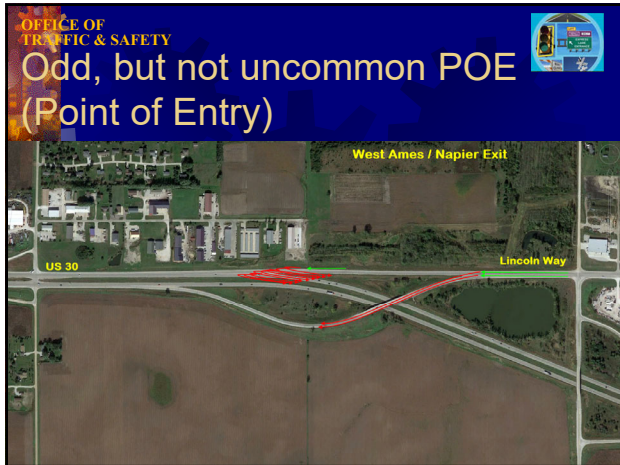 OFFICE OF
TRAFFIC & SAFETY
Odd, but not uncommon POE
(Point of Entry)
West Ames / Napier Exit
US 30
Lincoln Way